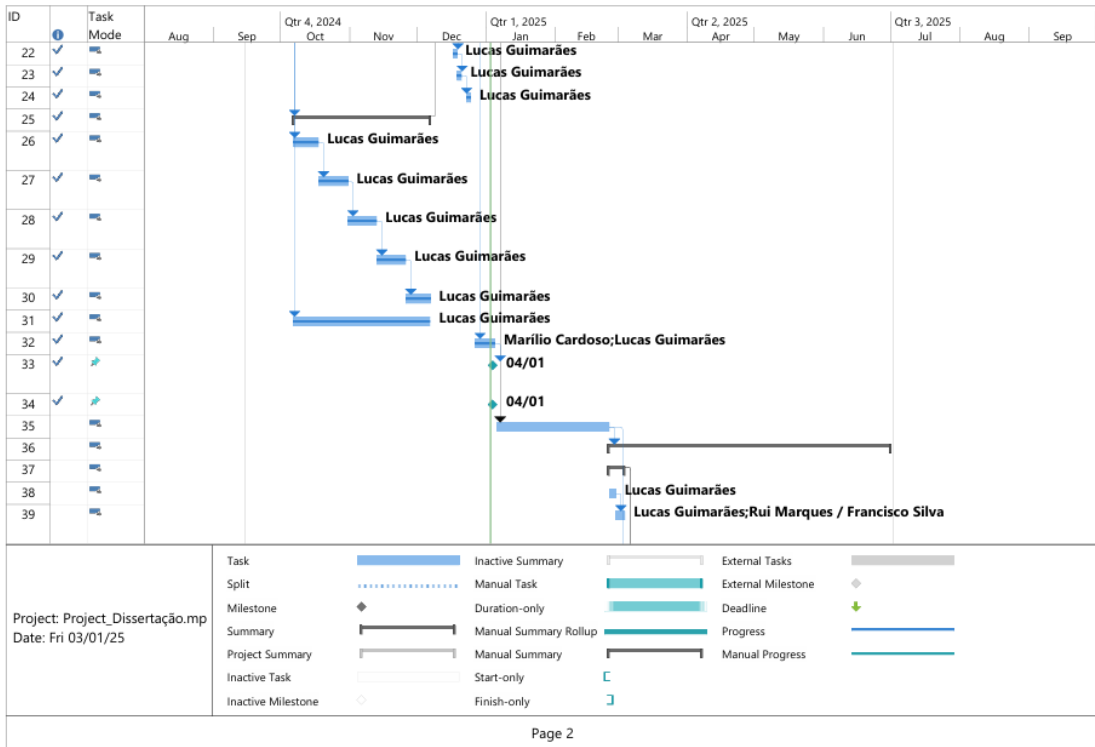 ID Task Mode Qtr 4, 2024 Qtr 1, 2025 Qtr 2, 2025 Qtr 3, 2025
Aug Sep Oct Nov Dec Jan Feb Mar Apr May Jun Jul Aug Sep
22 Lucas Guimarães
23 Lucas Guimarães
24 Lucas Guimarães
25
26 Lucas Guimarães
27 Lucas Guimarães
28 Lucas Guimarães
29 Lucas Guimarães
30 Lucas Guimarães
31 Lucas Guimarães
32 Marílio Cardoso;Lucas Guimarães
33 04/01
34 04/01
35
36
37
38 Lucas Guimarães
39 Lucas Guimarães;Rui Marques / Francisco Silva
Project: Project_Dissertação.mp
Date: Fri 03/01/25
Task Inactive Summary External Tasks
Split Manual Task External Milestone
Milestone Duration-only Deadline
Summary Manual Summary Rollup Progress
Project Summary Manual Summary Manual Progress
Inactive Task Start-only
Inactive Milestone Finish-only
Page 2